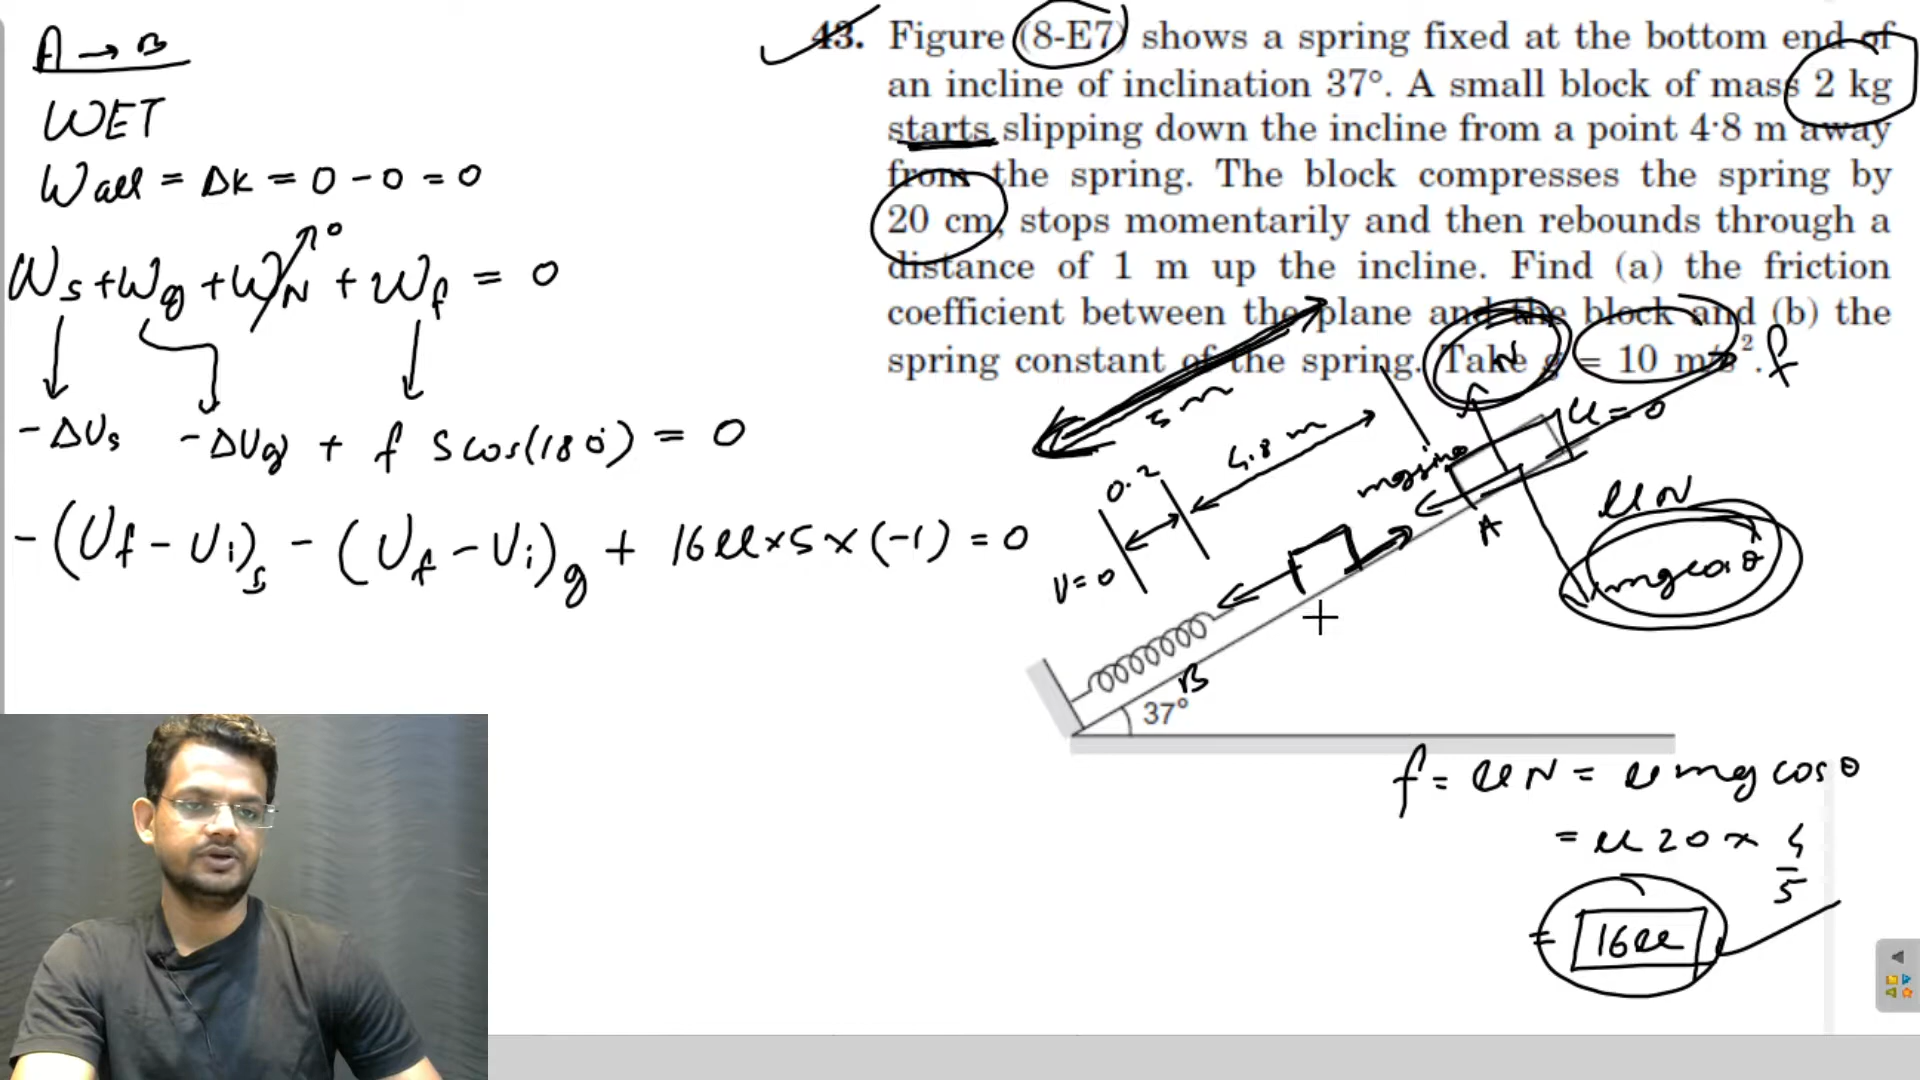 A → B
WET
Wall = ΔK = 0 - 0 = 0
Ws + Wg + WN + Wf = 0
0
-ΔUs - ΔUg + f S cos(180°) = 0
-(Uf - Ui)s - (Uf - Ui)g + 16μ×5×(-1) = 0
43. Figure (8-E7) shows a spring fixed at the bottom end of
an incline of inclination 37°. A small block of mass 2 kg
starts slipping down the incline from a point 4·8 m away
from the spring. The block compresses the spring by
20 cm, stops momentarily and then rebounds through a
distance of 1 m up the incline. Find (a) the friction
coefficient between the plane and the block and (b) the
spring constant of the spring. Take g = 10 m/s².
5 m
4.8 m
0.2
V=0
N
f
u=0
mgsinθ
A
μN
mgcosθ
B
37°
f = μN = μmg cosθ
= μ 20 × 4/5
= 16μ